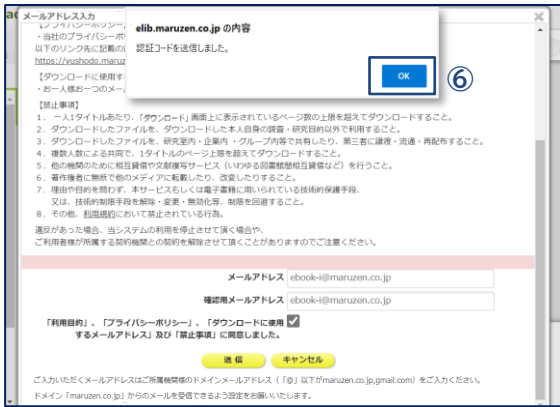 メールアドレス入力
elib.maruzen.co.jp の内容
認証コードを送信しました。
OK
⑥
・当社のプライバシーポ
以下のリンク先に記載の
https://yushodo.maruz
【ダウンロードに使用す
・お一人様お一つのメー
【禁止事項】
1. 一人1タイトルあたり、「ダウンロード」画面上に表示されているページ数の上限を超えてダウンロードすること。
2. ダウンロードしたファイルを、ダウンロードした本人自身の調査・研究目的以外で利用すること。
3. ダウンロードしたファイルを、研究室内・企業内・グループ内等で共有したり、第三者に譲渡・流通・再配布すること。
4. 複数人数による共同で、1タイトルのページ上限を超えてダウンロードすること。
5. 他の機関のために相互貸借や文献複写サービス（いわゆる図書館間相互貸借など）を行うこと。
6. 著作権者に無断で他のメディアに転載したり、改変したりすること。
7. 理由や目的を問わず、本サービスもしくは電子書籍に用いられている技術的保護手段、
又は、技術的制限手段を解除・変更・無効化等、制限を回避すること。
8. その他、利用規約において禁止されている行為。
違反があった場合、当システムの利用を停止させて頂く場合や、
ご利用者様が所属する契約機関との契約を解除させて頂くことがありますのでご注意ください。
メールアドレス ebook-i@maruzen.co.jp
確認用メールアドレス ebook-i@maruzen.co.jp
「利用目的」、「プライバシーポリシー」、「ダウンロードに使用
するメールアドレス」及び「禁止事項」に同意しました。
送 信 キャンセル
ご入力いただくメールアドレスはご所属機関様のドメインメールアドレス（「@」以下がmaruzen.co.jp,gmail.com）をご入力ください。
ドメイン「maruzen.co.jp」からのメールを受信できるよう設定をお願いいたします。